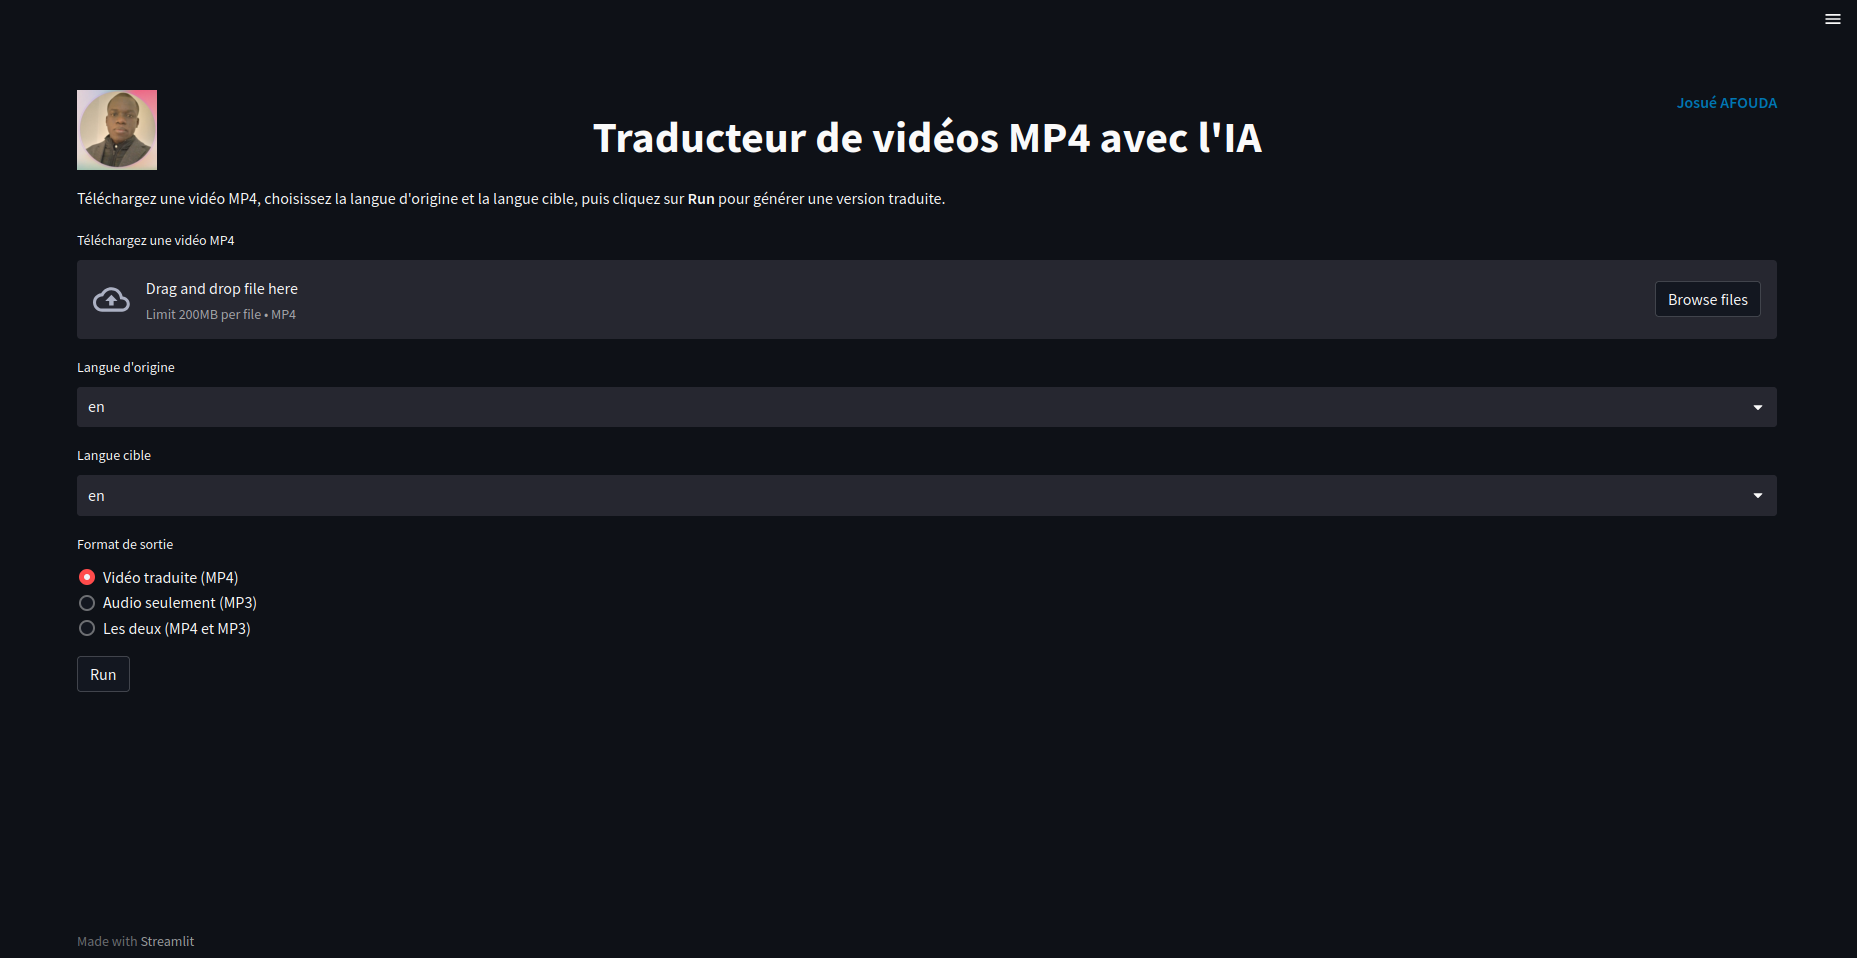 Josué AFOUDA
Traducteur de vidéos MP4 avec l'IA
Téléchargez une vidéo MP4, choisissez la langue d'origine et la langue cible, puis cliquez sur Run pour générer une version traduite.
Téléchargez une vidéo MP4
Drag and drop file here
Limit 200MB per file • MP4
Browse files
Langue d'origine
en
Langue cible
en
Format de sortie
Vidéo traduite (MP4)
Audio seulement (MP3)
Les deux (MP4 et MP3)
Run
Made with Streamlit